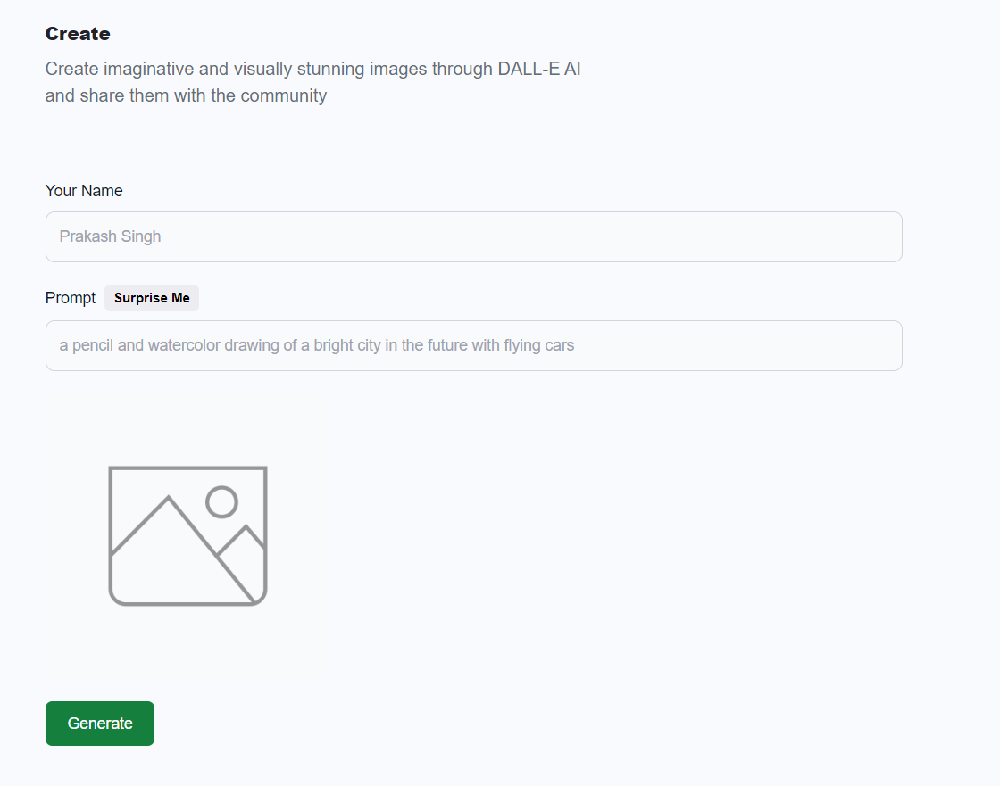 Create
Create imaginative and visually stunning images through DALL-E AI
and share them with the community
Your Name
Prakash Singh
Prompt Surprise Me
a pencil and watercolor drawing of a bright city in the future with flying cars
Generate